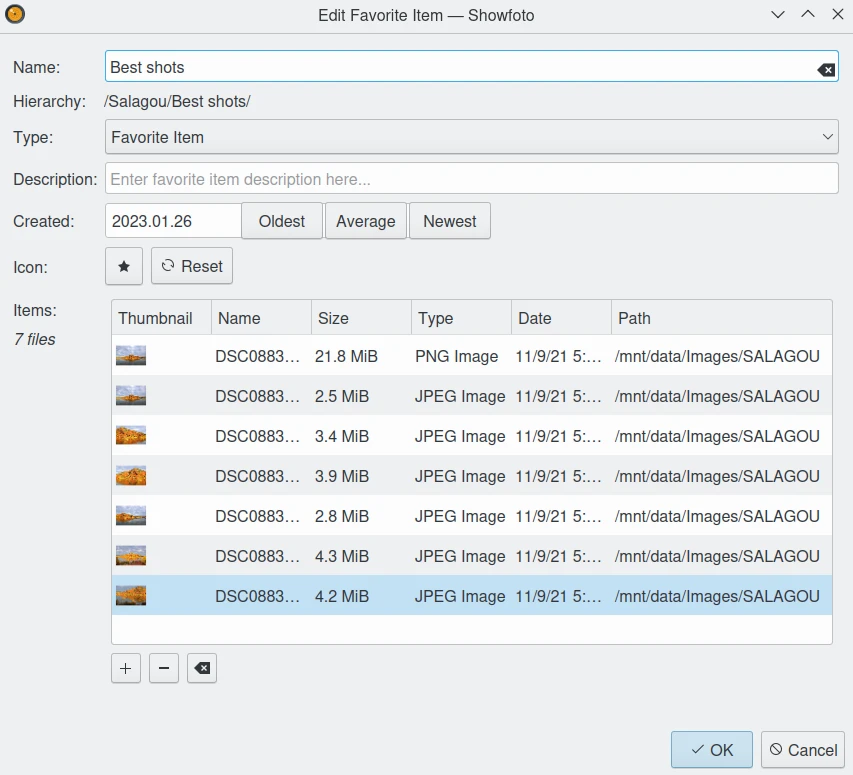 Edit Favorite Item — Showfoto
Name: Best shots
Hierarchy: /Salagou/Best shots/
Type: Favorite Item
Description: Enter favorite item description here...
Created: 2023.01.26 Oldest Average Newest
Icon: Reset
Items:
7 files
Thumbnail Name Size Type Date Path
DSC0883... 21.8 MiB PNG Image 11/9/21 5:... /mnt/data/Images/SALAGOU
DSC0883... 2.5 MiB JPEG Image 11/9/21 5:... /mnt/data/Images/SALAGOU
DSC0883... 3.4 MiB JPEG Image 11/9/21 5:... /mnt/data/Images/SALAGOU
DSC0883... 3.9 MiB JPEG Image 11/9/21 5:... /mnt/data/Images/SALAGOU
DSC0883... 2.8 MiB JPEG Image 11/9/21 5:... /mnt/data/Images/SALAGOU
DSC0883... 4.3 MiB JPEG Image 11/9/21 5:... /mnt/data/Images/SALAGOU
DSC0883... 4.2 MiB JPEG Image 11/9/21 5:... /mnt/data/Images/SALAGOU
OK Cancel